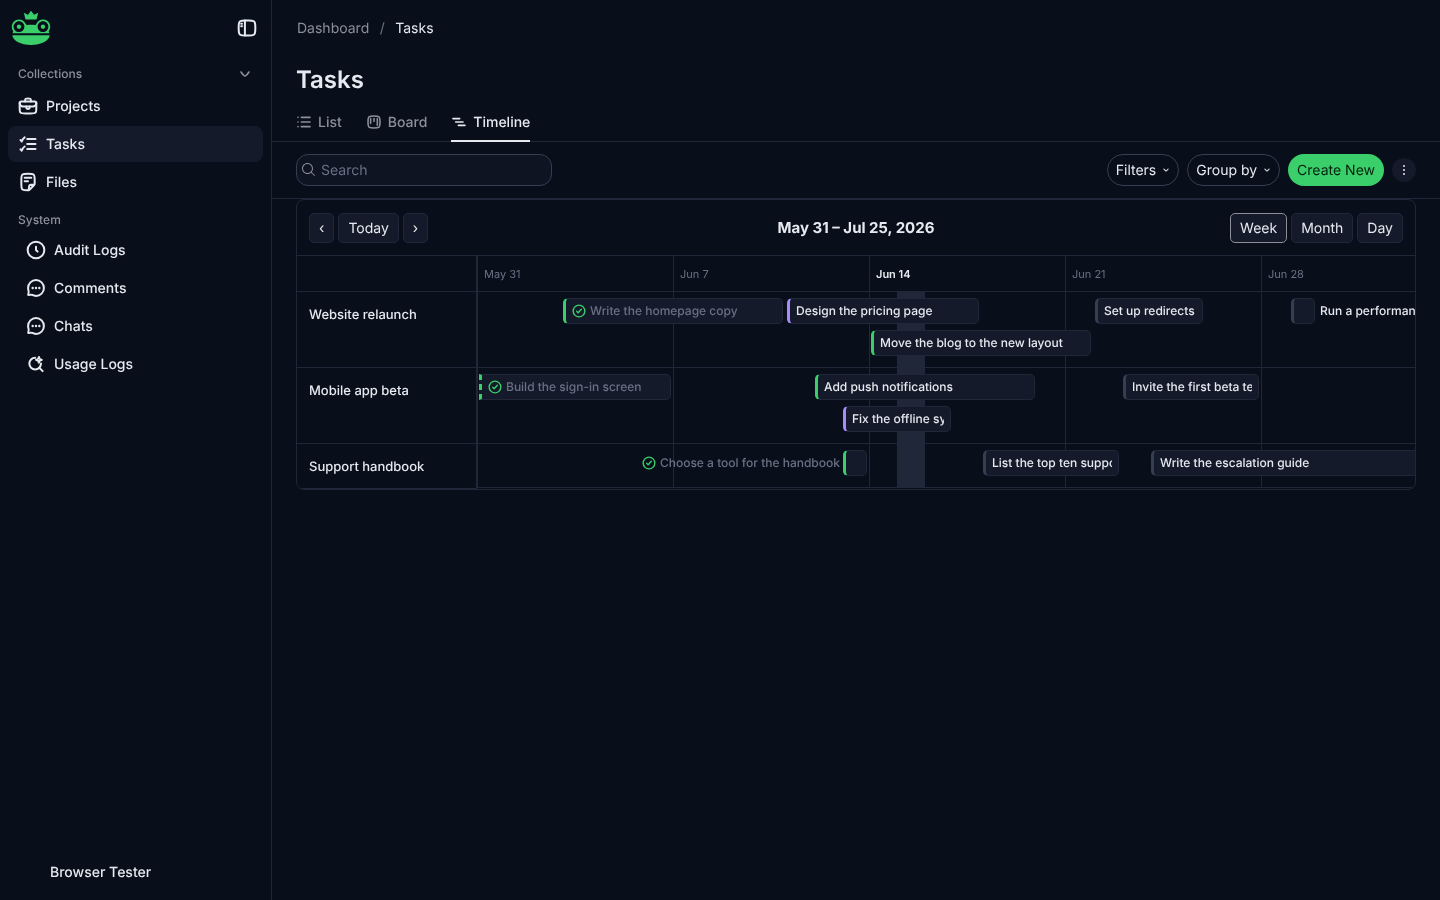 Dashboard / Tasks
Collections
Projects
Tasks
Files
System
Audit Logs
Comments
Chats
Usage Logs
Browser Tester
Tasks
List Board Timeline
Search
Filters Group by Create New
‹ Today › May 31 – Jul 25, 2026 Week Month Day
May 31 Jun 7 Jun 14 Jun 21 Jun 28
Website relaunch
Write the homepage copy Design the pricing page Set up redirects Run a performan
Move the blog to the new layout
Mobile app beta
Build the sign-in screen Add push notifications Invite the first beta te
Fix the offline sy
Support handbook
Choose a tool for the handbook List the top ten suppo Write the escalation guide